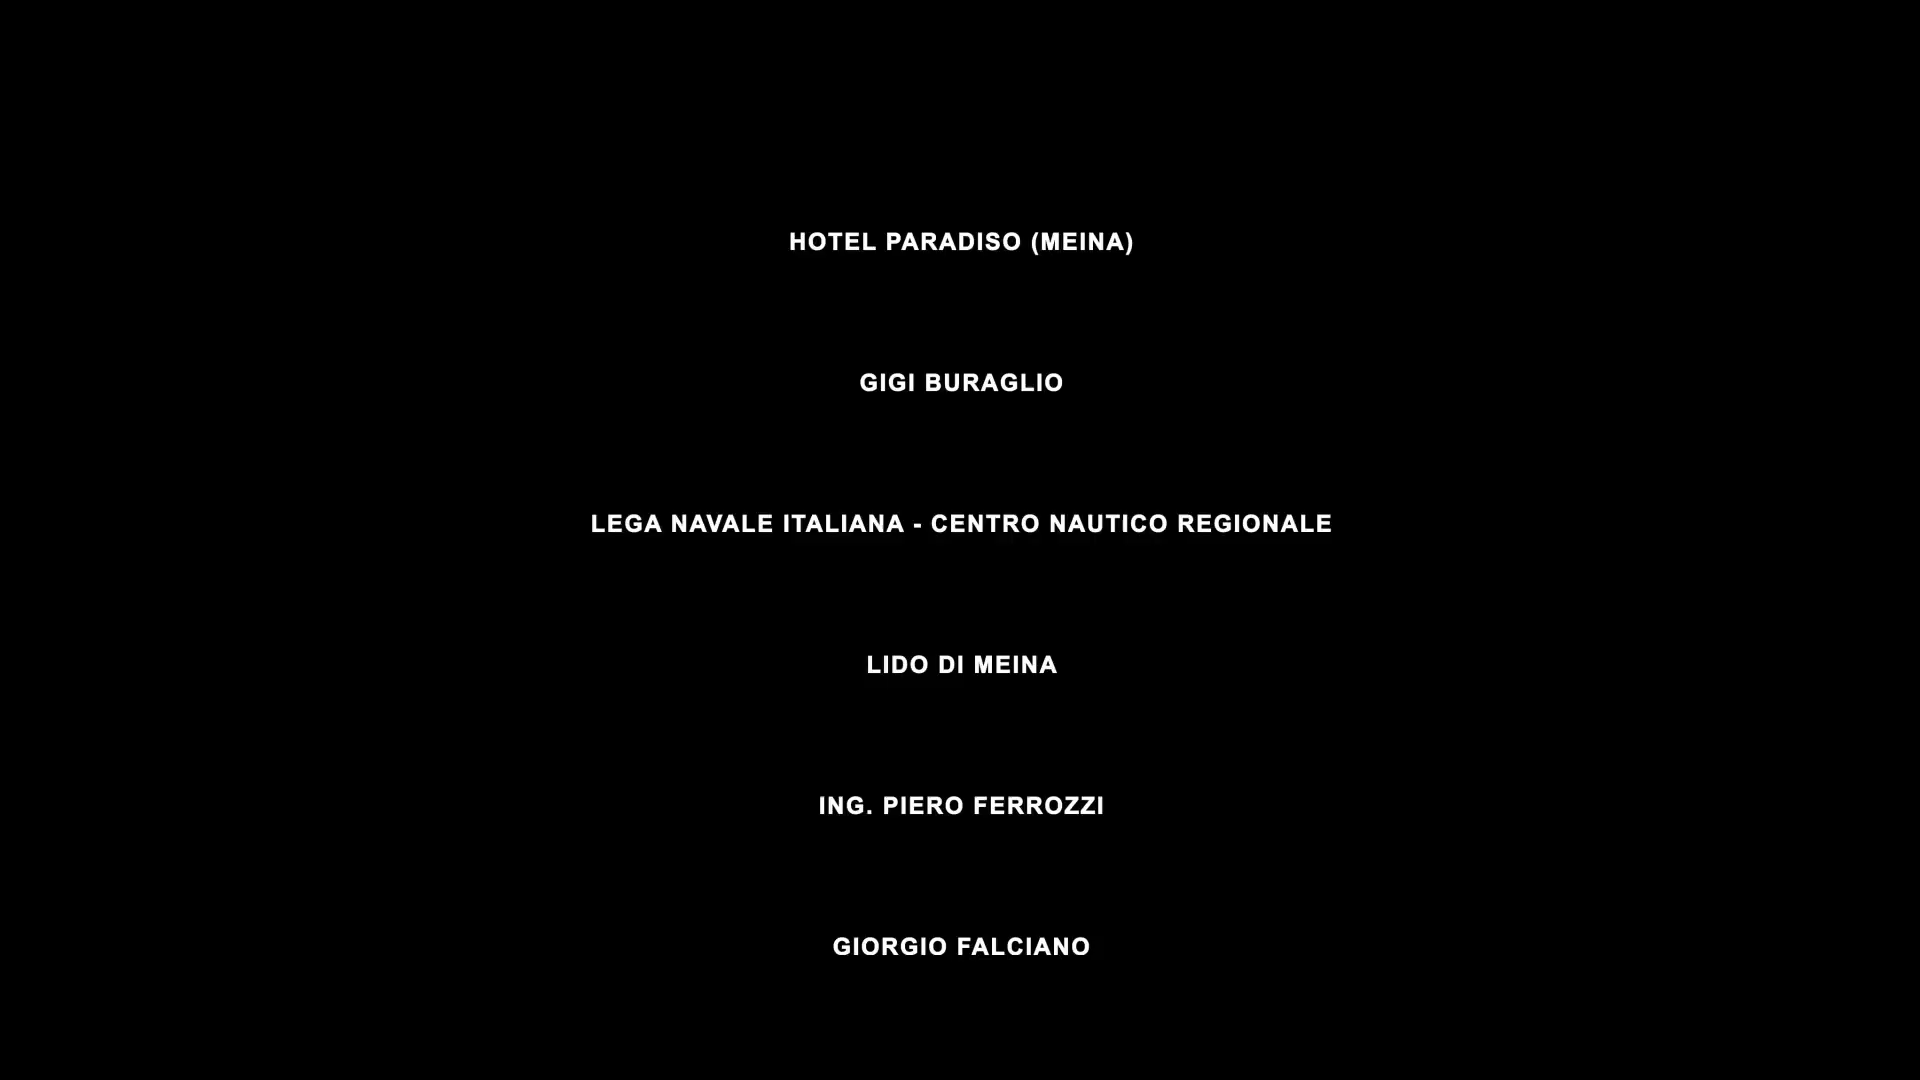 HOTEL PARADISO (MEINA)
GIGI BURAGLIO
LEGA NAVALE ITALIANA - CENTRO NAUTICO REGIONALE
LIDO DI MEINA
ING. PIERO FERROZZI
GIORGIO FALCIANO